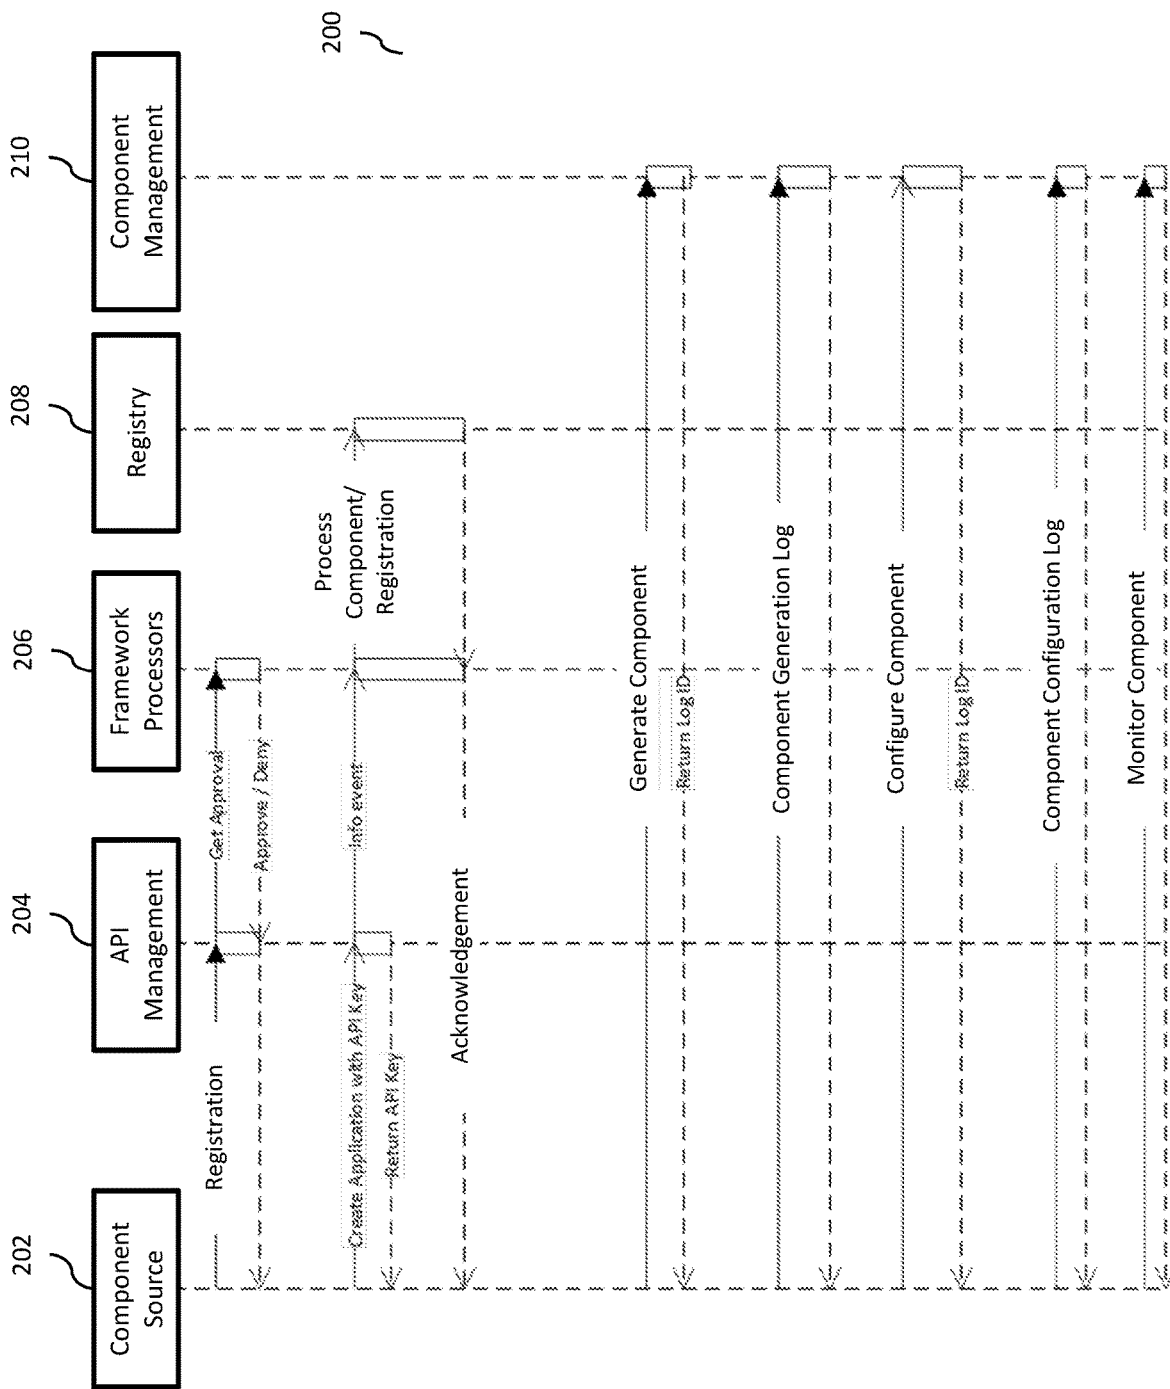 200
202
204
206
208
210
Component
Source
API
Management
Framework
Processors
Registry
Component
Management
Registration
Get Approval
Approve / Deny
Create Application with API Key
Info event
Process
Component/
Registration
Return API Key
Acknowledgement
Generate Component
Return Log ID
Component Generation Log
Configure Component
Return Log ID
Component Configuration Log
Monitor Component